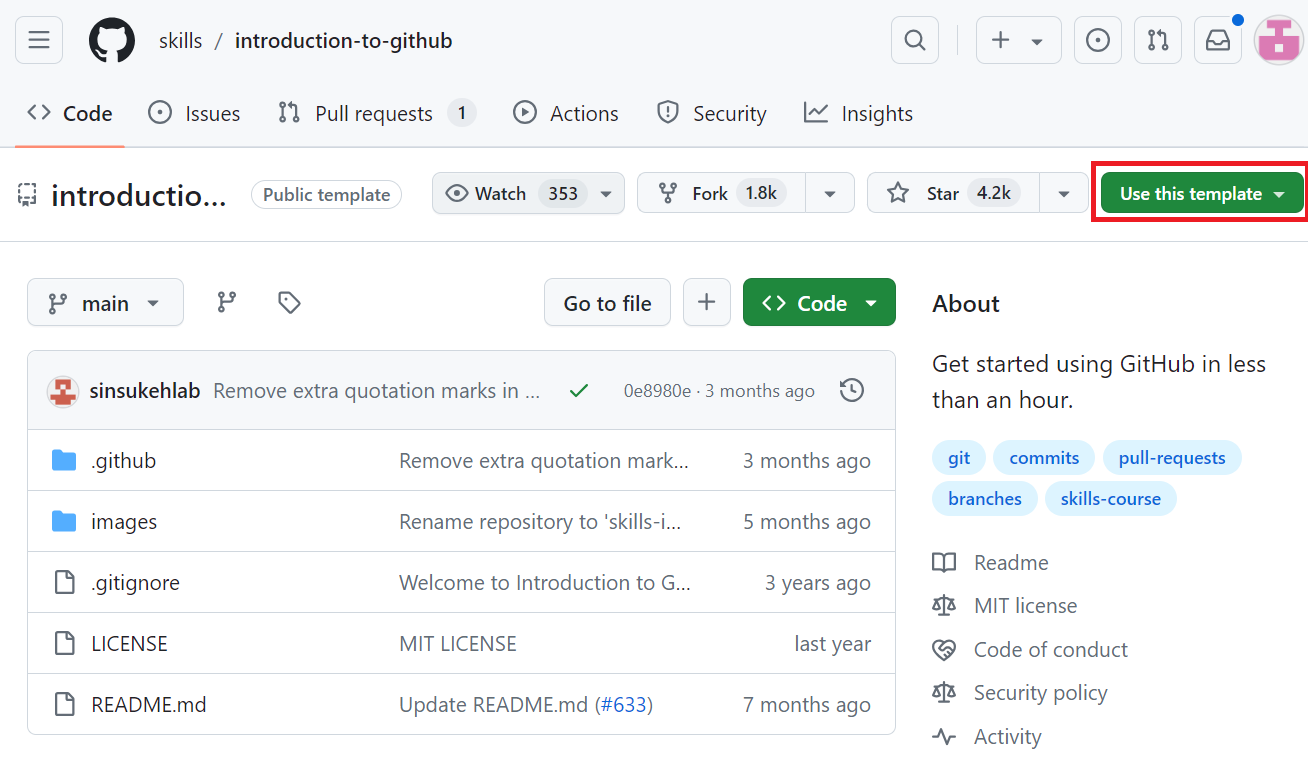 skills / introduction-to-github
Code Issues Pull requests 1 Actions Security Insights
introductio... Public template Watch 353 Fork 1.8k Star 4.2k Use this template
main Go to file + Code
sinsukehlab Remove extra quotation marks in ... 0e8980e · 3 months ago
.github Remove extra quotation mark... 3 months ago
images Rename repository to 'skills-i... 5 months ago
.gitignore Welcome to Introduction to G... 3 years ago
LICENSE MIT LICENSE last year
README.md Update README.md (#633) 7 months ago
About
Get started using GitHub in less
than an hour.
git commits pull-requests
branches skills-course
Readme
MIT license
Code of conduct
Security policy
Activity